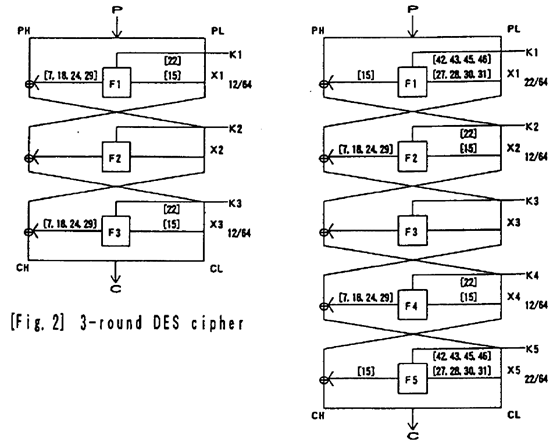 P
PH PL
K1
[22]
[7, 18, 24, 29] F1 [15] X1 12/64
K2
F2 X2
K3
[22]
[7, 18, 24, 29] F3 [15] X3 12/64
CH CL
C
[Fig. 2] 3-round DES cipher
P
PH PL
K1
[42, 43, 45, 46]
[15] F1 [27, 28, 30, 31] X1 22/64
K2
[22]
[7, 18, 24, 29] F2 [15] X2 12/64
K3
F3 X3
K4
[22]
[7, 18, 24, 29] F4 [15] X4 12/64
K5
[42, 43, 45, 46]
[15] F5 [27, 28, 30, 31] X5 22/64
CH CL
C